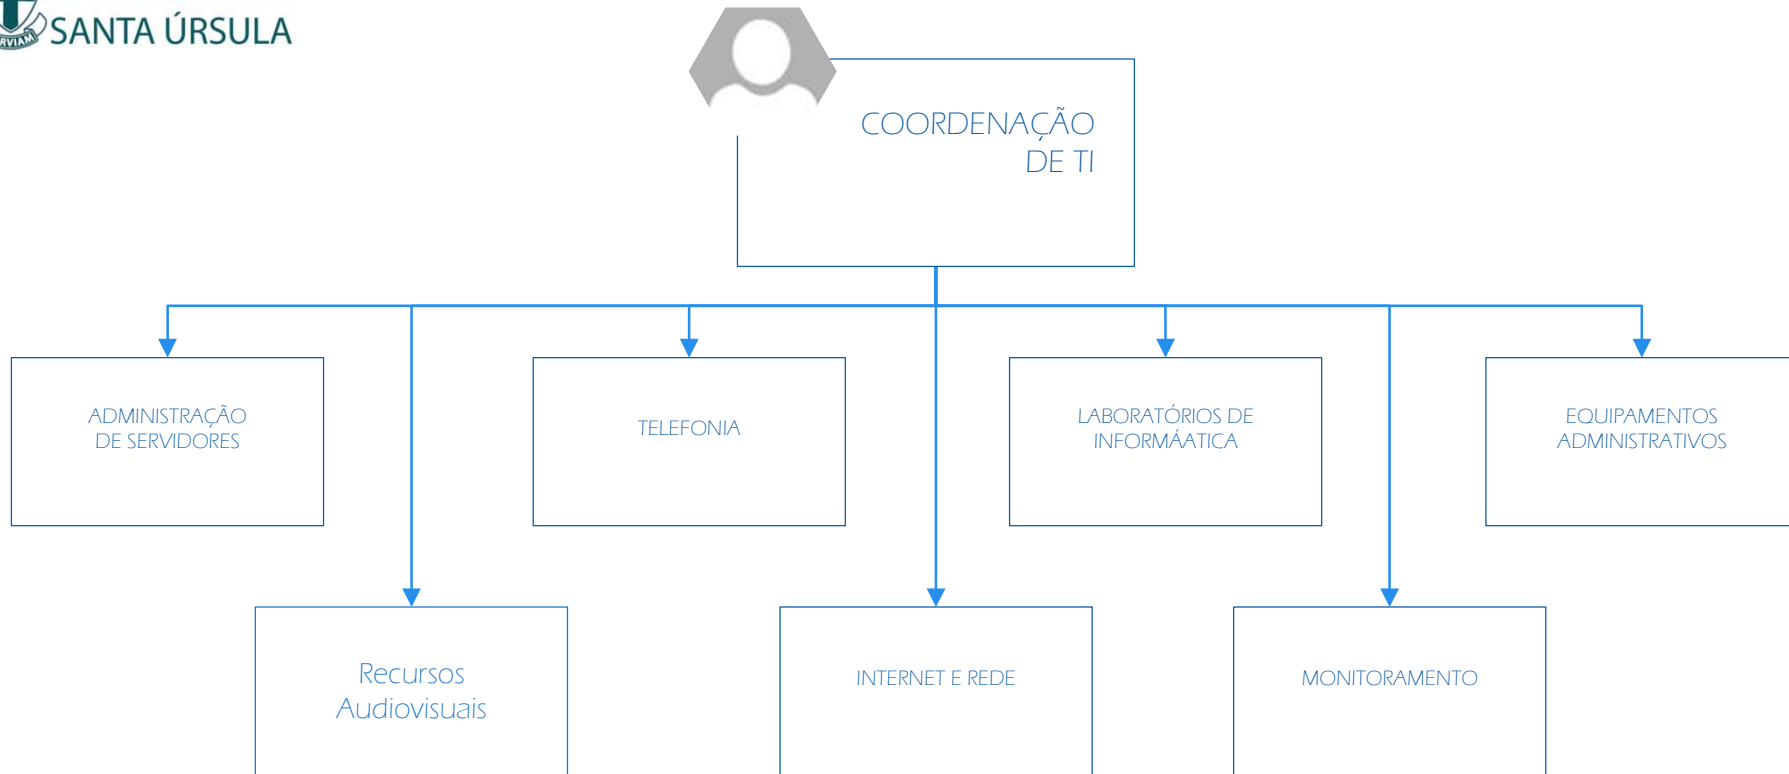 SANTA ÚRSULA
COORDENAÇÃO
DE TI
ADMINISTRAÇÃO
DE SERVIDORES
TELEFONIA
LABORATÓRIOS DE
INFORMÁATICA
EQUIPAMENTOS
ADMINISTRATIVOS
Recursos
Audiovisuais
INTERNET E REDE
MONITORAMENTO